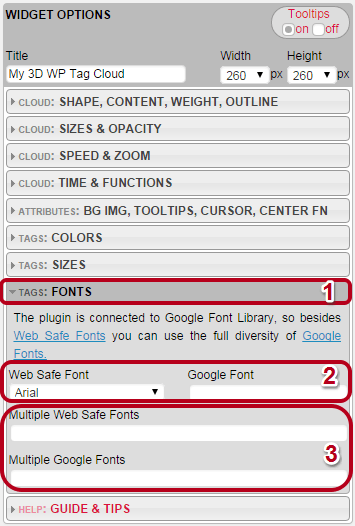 WIDGET OPTIONS
Tooltips
on off
Title Width Height
My 3D WP Tag Cloud 260 px 260 px
CLOUD: SHAPE, CONTENT, WEIGHT, OUTLINE
CLOUD: SIZES & OPACITY
CLOUD: SPEED & ZOOM
CLOUD: TIME & FUNCTIONS
ATTRIBUTES: BG IMG, TOOLTIPS, CURSOR, CENTER FN
TAGS: COLORS
TAGS: SIZES
TAGS: FONTS 1
The plugin is connected to Google Font Library, so besides
Web Safe Fonts you can use the full diversity of Google
Fonts.
Web Safe Font Google Font 2
Arial
Multiple Web Safe Fonts
3
Multiple Google Fonts
HELP: GUIDE & TIPS